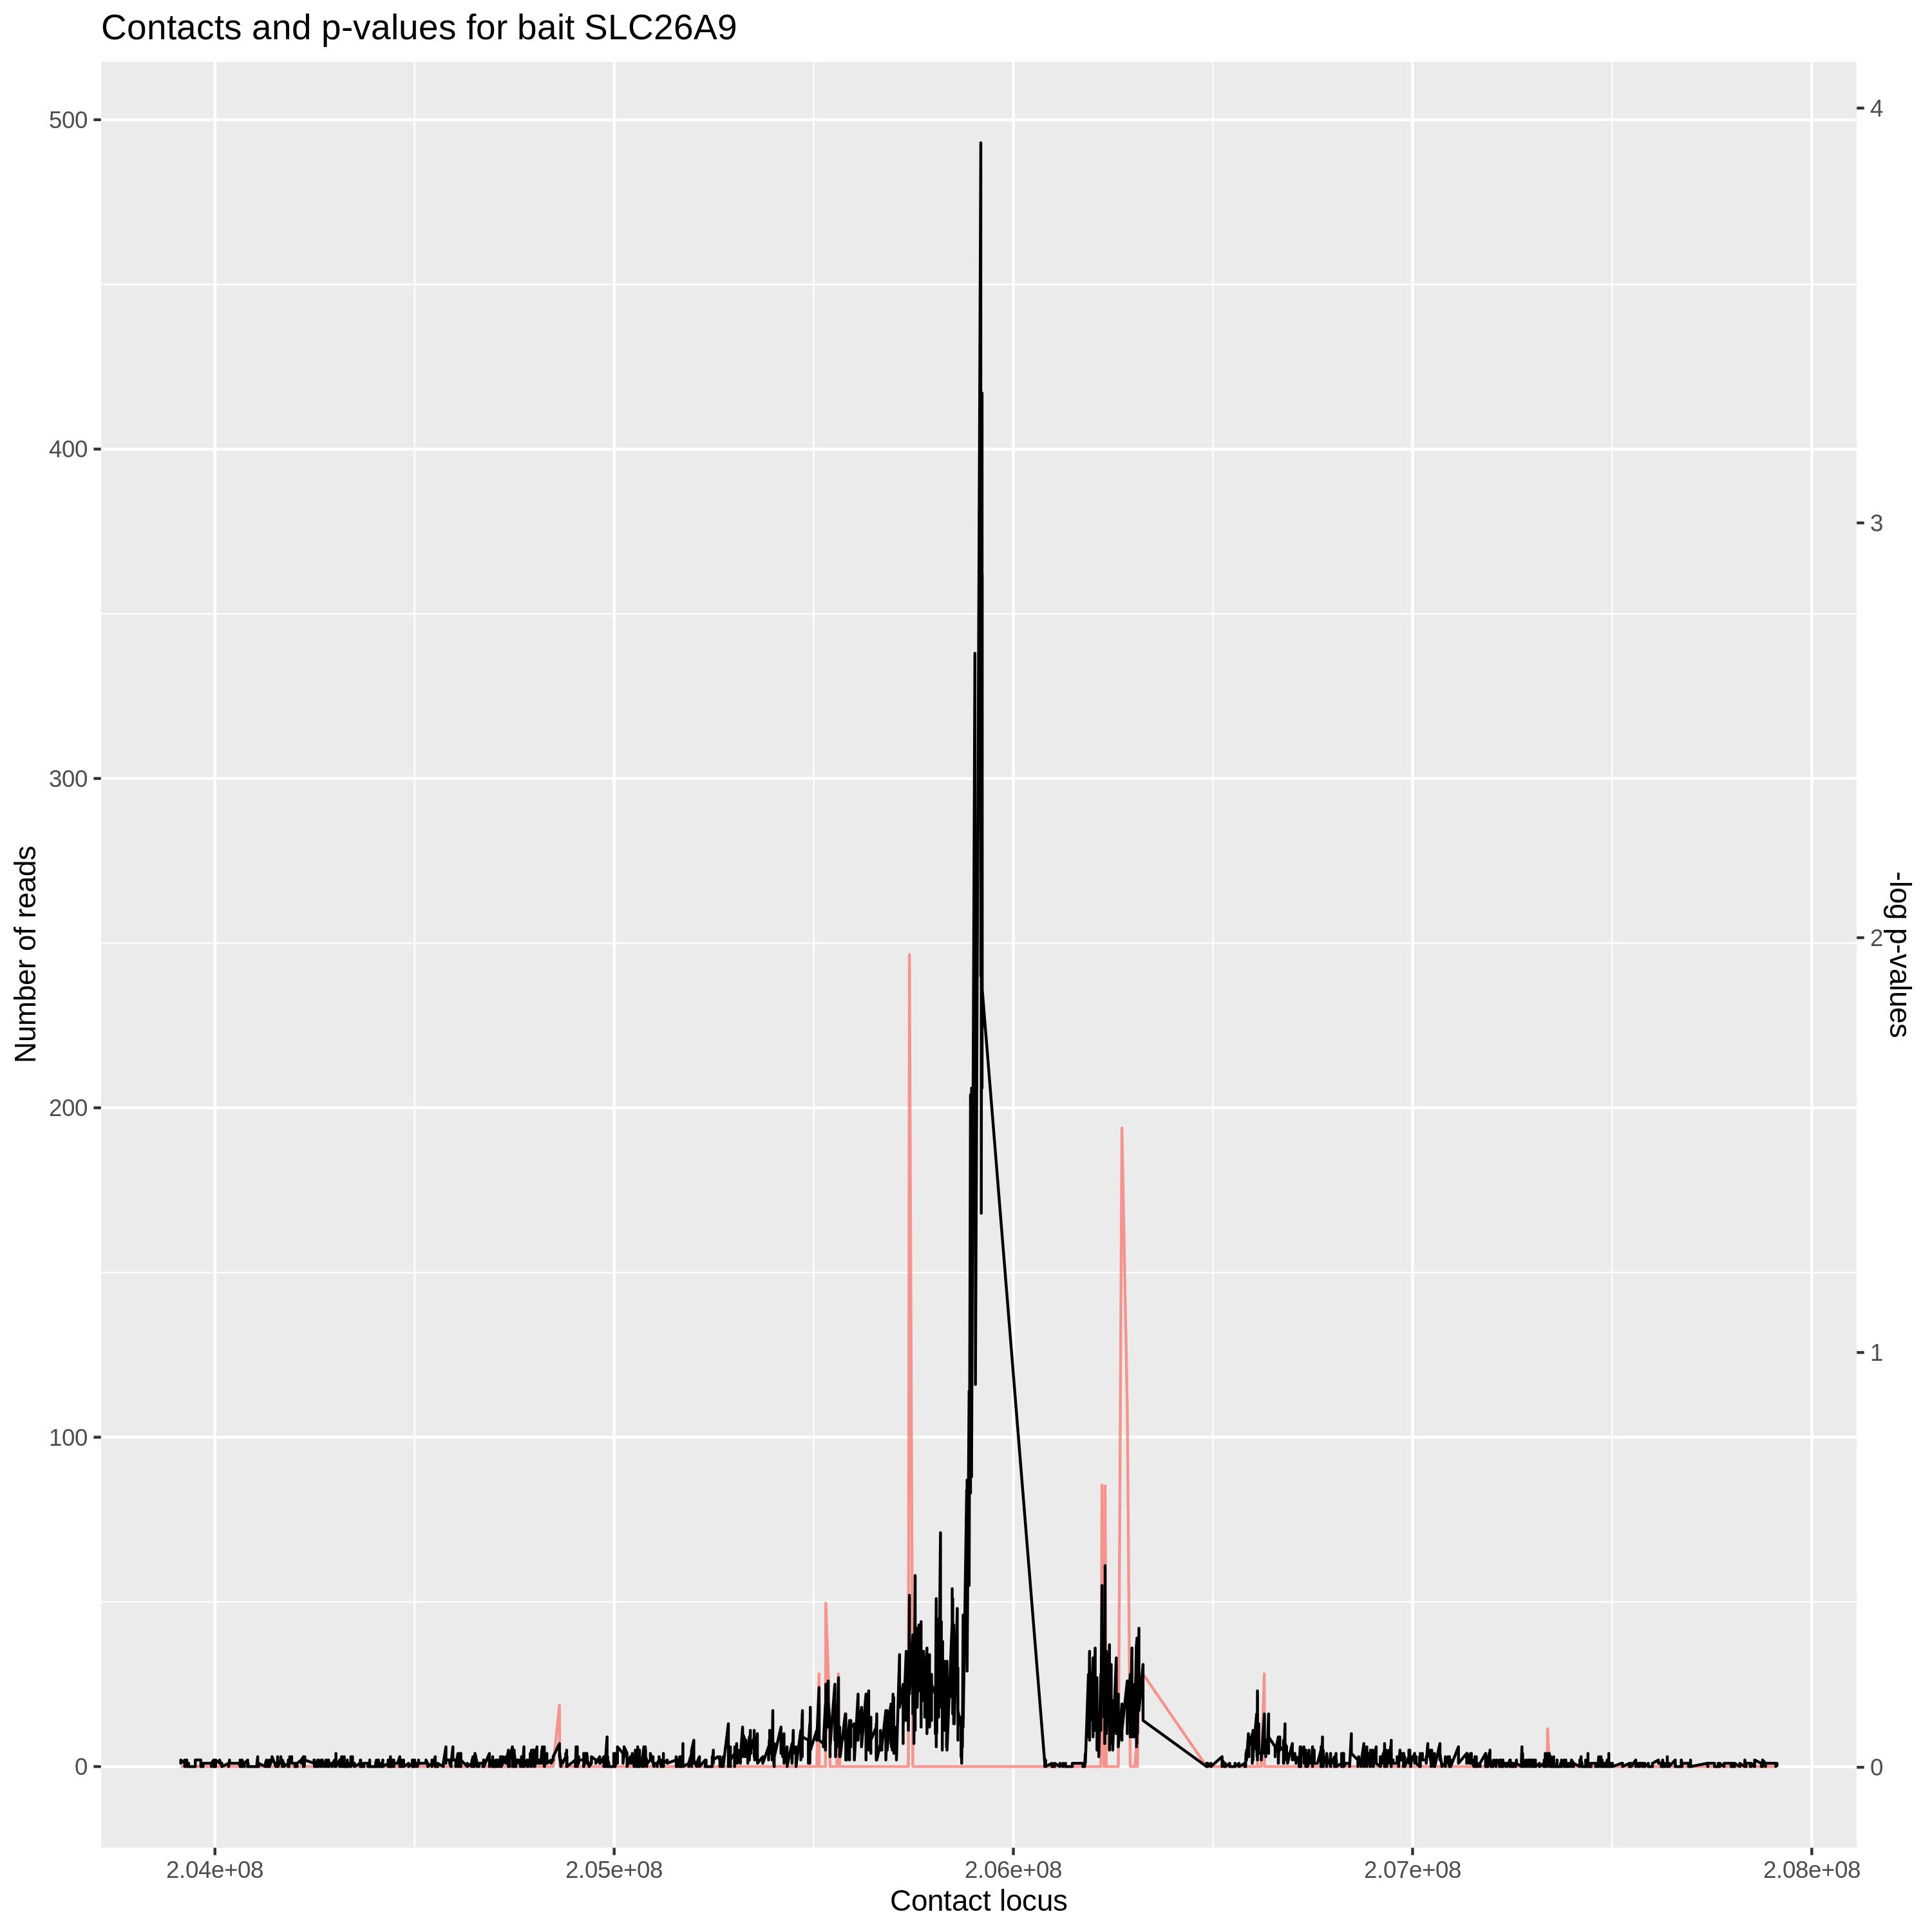 Contacts and p-values for bait SLC26A9
500
400
300
200
100
0
Number of reads
4
3
2
1
0
-log p-values
2.04e+08
2.05e+08
2.06e+08
2.07e+08
2.08e+08
Contact locus